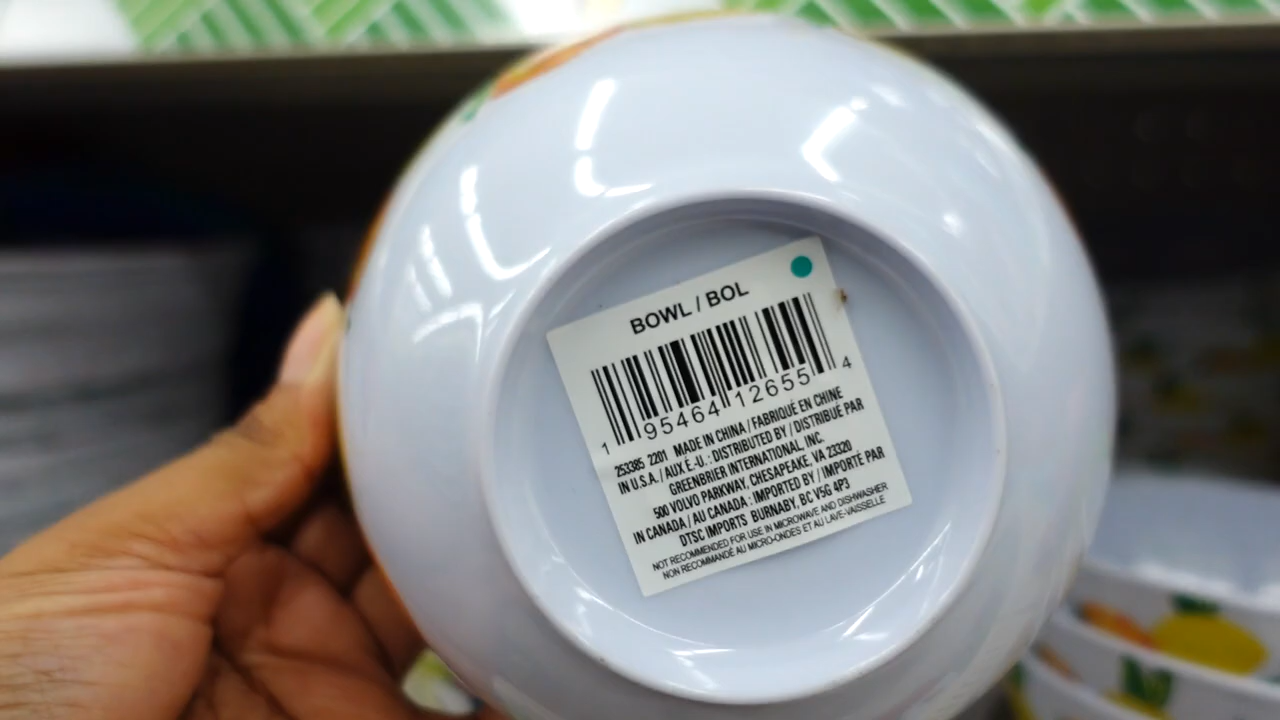 BOWL / BOL
1 95464 12655 4
253385 2201 MADE IN CHINA / FABRIQUÉ EN CHINE
IN U.S.A. / AUX É.-U. : DISTRIBUTED BY / DISTRIBUÉ PAR
GREENBRIER INTERNATIONAL, INC.
500 VOLVO PARKWAY, CHESAPEAKE, VA 23320
IN CANADA / AU CANADA : IMPORTED BY / IMPORTÉ PAR
DTSC IMPORTS BURNABY, BC V5G 4P3
NOT RECOMMENDED FOR USE IN MICROWAVE AND DISHWASHER
NON RECOMMANDÉ AU MICRO-ONDES ET AU LAVE-VAISSELLE